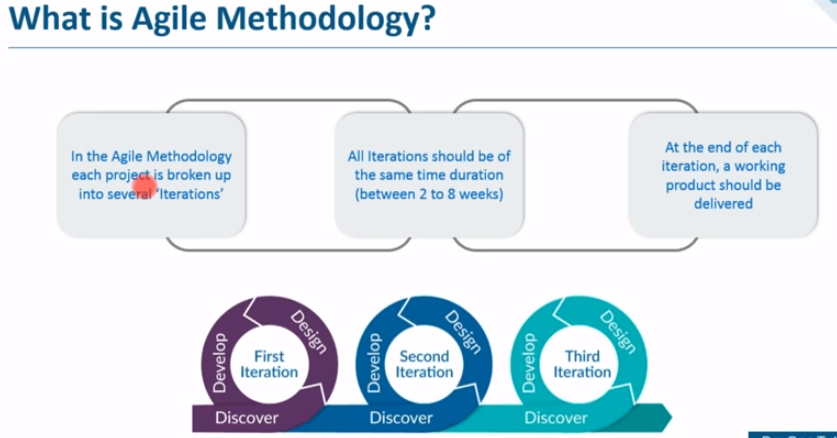 What is Agile Methodology?
In the Agile Methodology
each project is broken up
into several ‘Iterations’
All Iterations should be of
the same time duration
(between 2 to 8 weeks)
At the end of each
iteration, a working
product should be
delivered
Develop
Design
First
Iteration
Discover
Develop
Design
Second
Iteration
Discover
Develop
Design
Third
Iteration
Discover